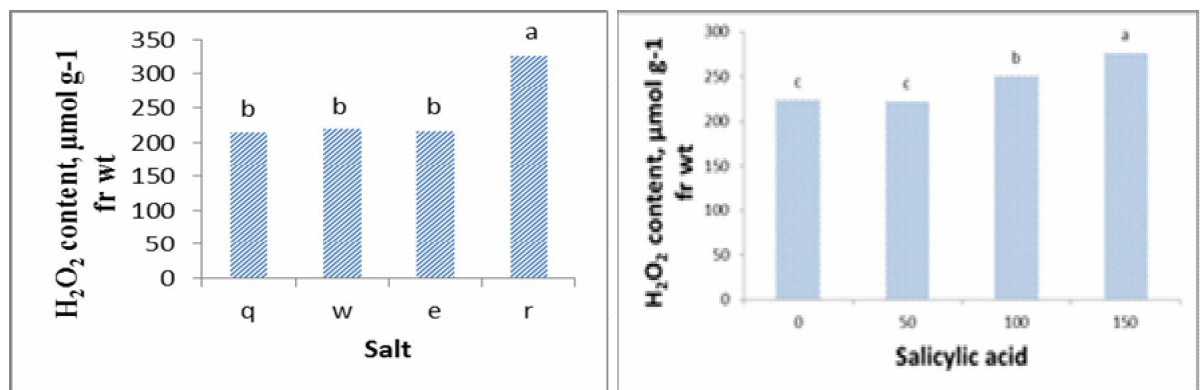 H₂O₂ content, µmol g-1
fr wt
350
300
250
200
150
100
50
0
b
b
b
a
q w e r
Salt
H₂O₂ content, µmol g-1
fr wt
300
250
200
150
100
50
0
c
c
b
a
0 50 100 150
Salicylic acid